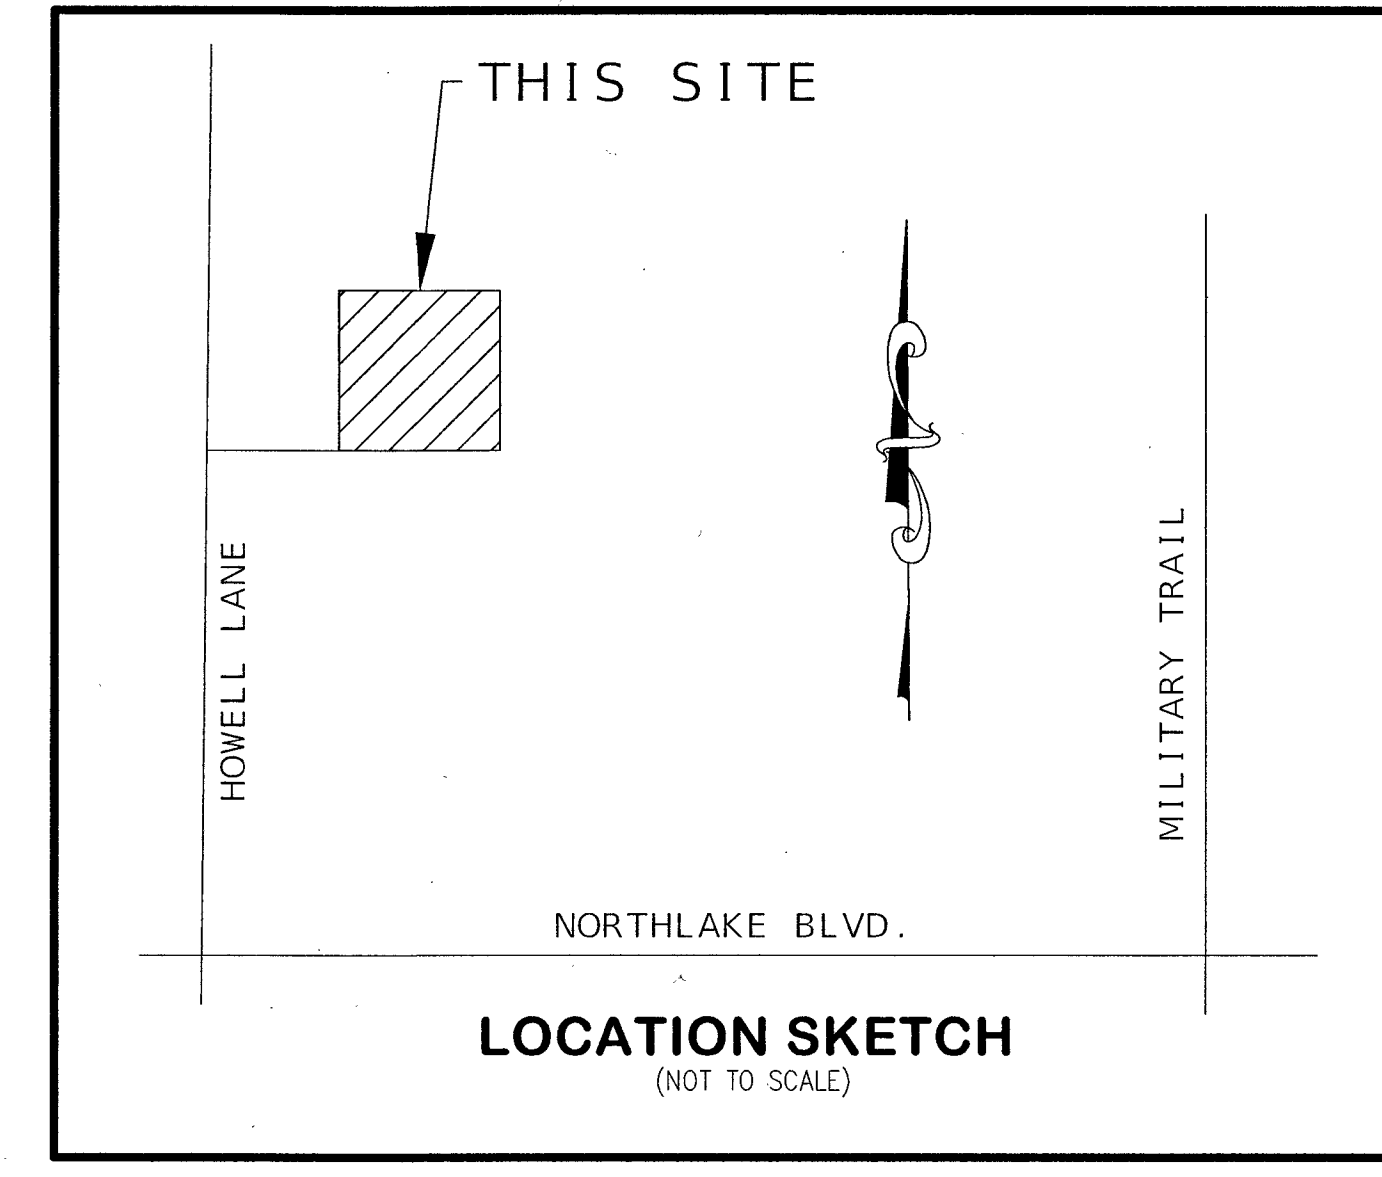 THIS SITE
HOWELL LANE
MILITARY TRAIL
NORTHLAKE BLVD.
LOCATION SKETCH
(NOT TO SCALE)